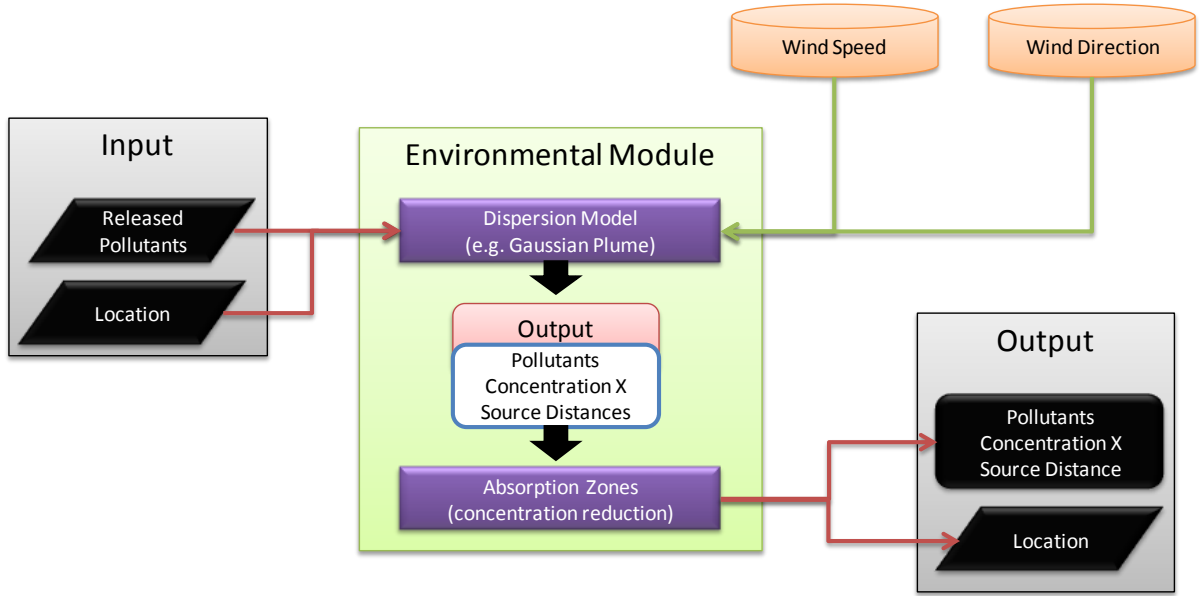 Wind Speed
Wind Direction
Input
Released
Pollutants
Location
Environmental Module
Dispersion Model
(e.g. Gaussian Plume)
Output
Pollutants
Concentration X
Source Distances
Absorption Zones
(concentration reduction)
Output
Pollutants
Concentration X
Source Distance
Location